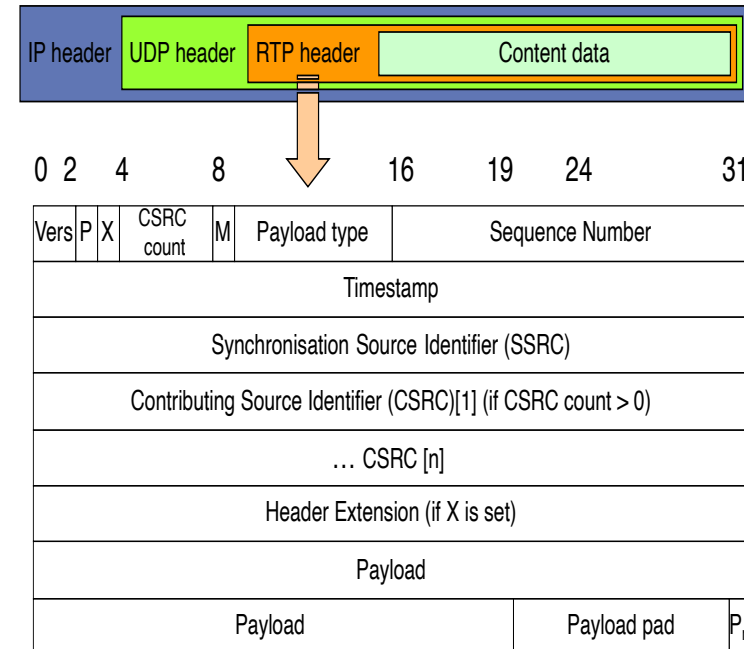 IP header UDP header RTP header Content data
0 2 4 8 16 19 24 31
Vers P X CSRC count M Payload type Sequence Number
Timestamp
Synchronisation Source Identifier (SSRC)
Contributing Source Identifier (CSRC)[1] (if CSRC count > 0)
… CSRC [n]
Header Extension (if X is set)
Payload
Payload Payload pad